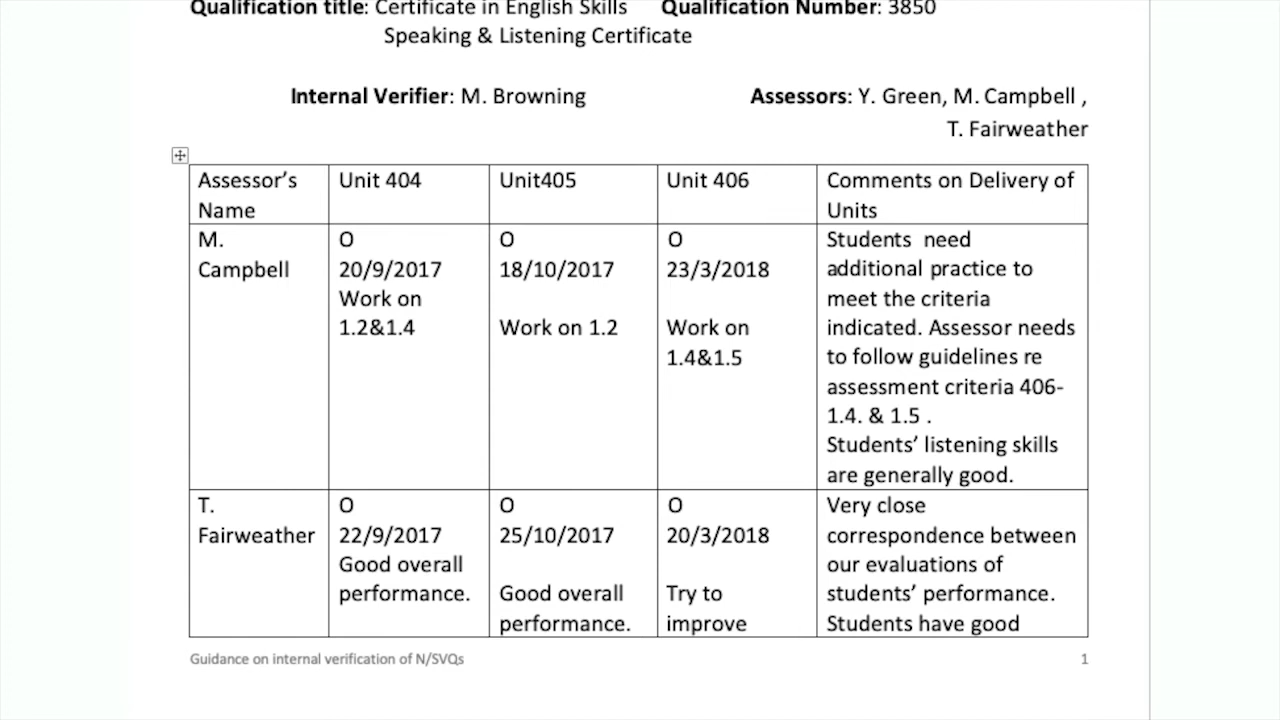 Qualification title: Certificate in English Skills Qualification Number: 3850
Speaking & Listening Certificate
Internal Verifier: M. Browning Assessors: Y. Green, M. Campbell ,
T. Fairweather
Assessor’s Name Unit 404 Unit405 Unit 406 Comments on Delivery of Units
M.
Campbell
O
20/9/2017
Work on
1.2&1.4
O
18/10/2017
Work on 1.2
O
23/3/2018
Work on
1.4&1.5
Students need
additional practice to
meet the criteria
indicated. Assessor needs
to follow guidelines re
assessment criteria 406-
1.4. & 1.5 .
Students’ listening skills
are generally good.
T.
Fairweather
O
22/9/2017
Good overall
performance.
O
25/10/2017
Good overall
performance.
O
20/3/2018
Try to
improve
Very close
correspondence between
our evaluations of
students’ performance.
Students have good
Guidance on internal verification of N/SVQs 1